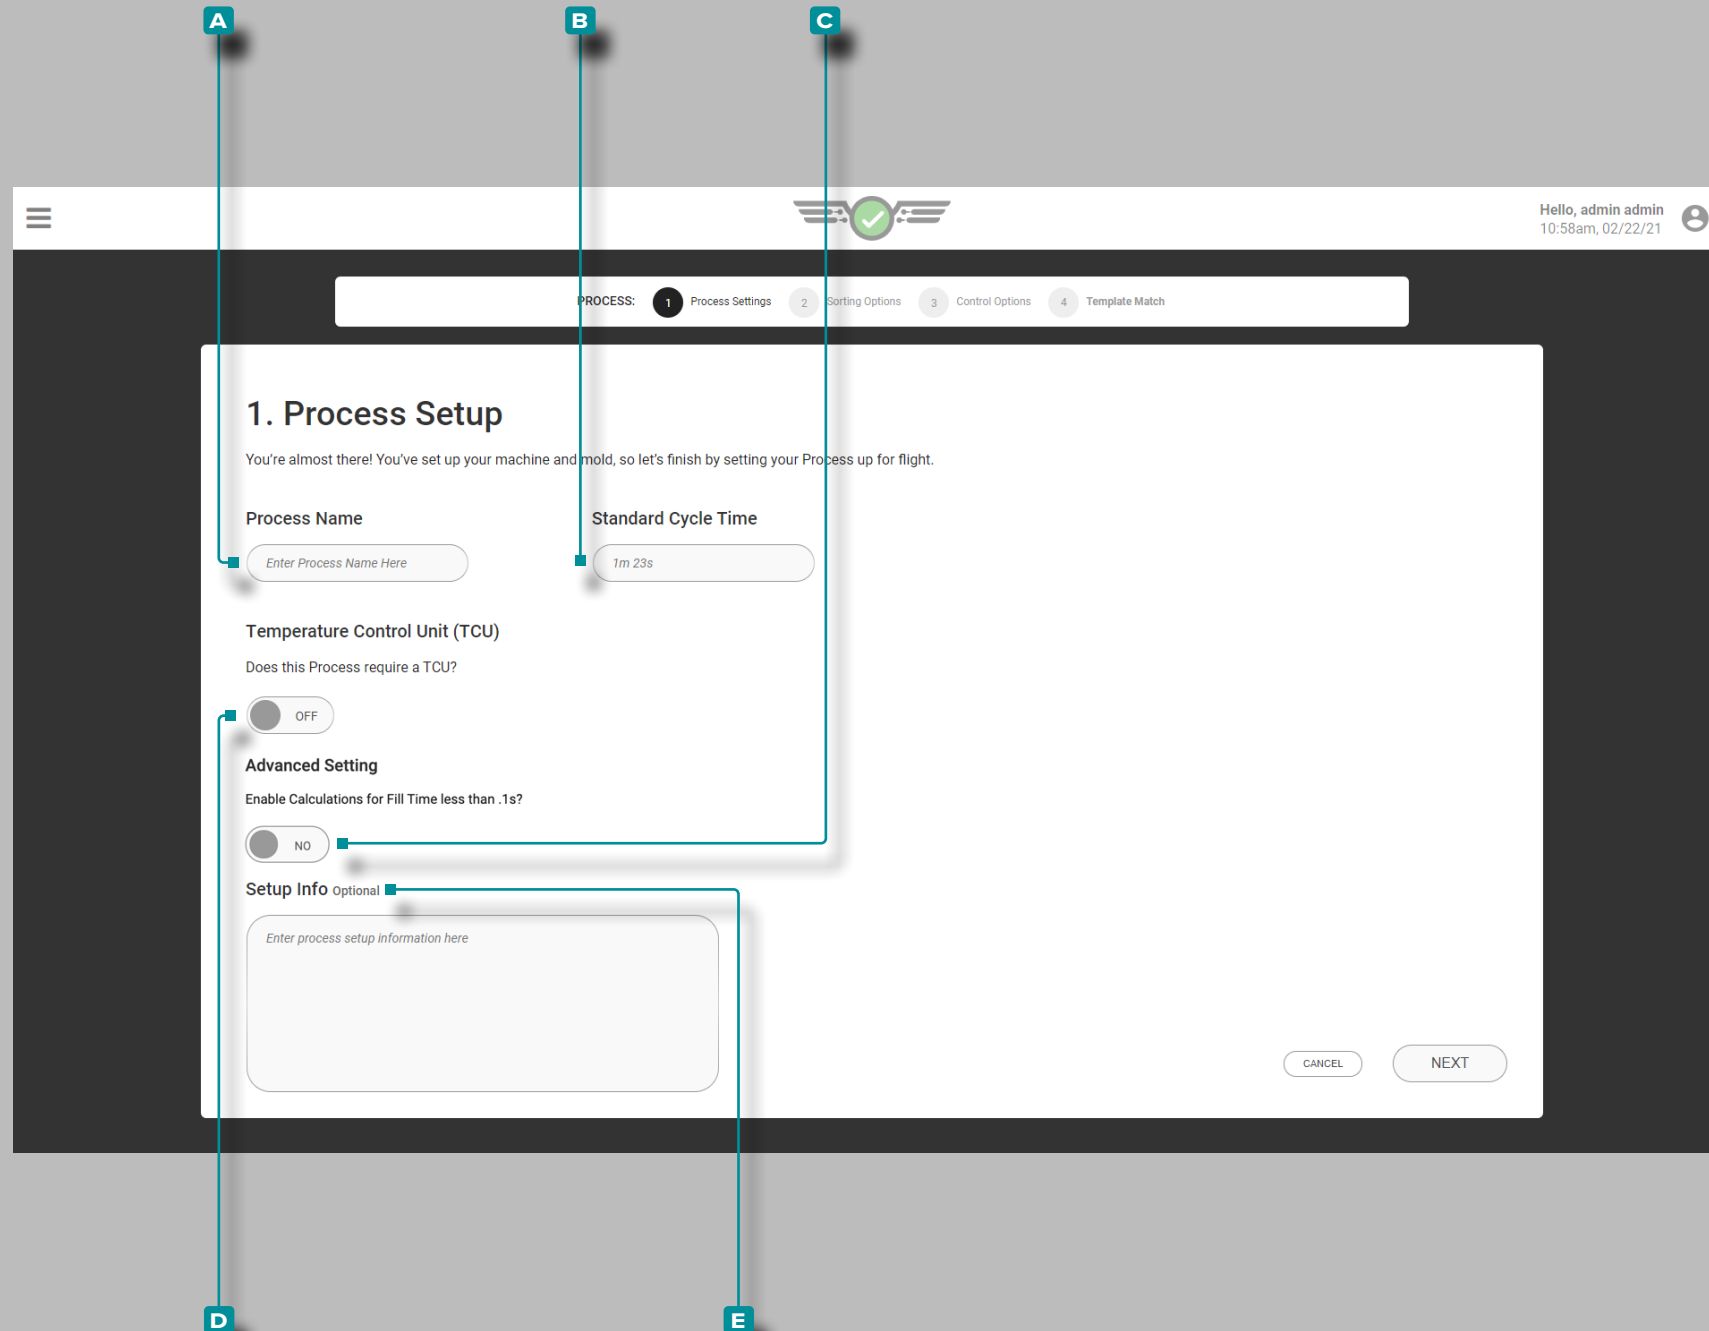 A
B
C
Hello, admin admin
10:58am, 02/22/21
PROCESS: 1 Process Settings 2 Sorting Options 3 Control Options 4 Template Match
1. Process Setup
You're almost there! You've set up your machine and mold, so let's finish by setting your Process up for flight.
Process Name
Standard Cycle Time
Enter Process Name Here
1m 23s
Temperature Control Unit (TCU)
Does this Process require a TCU?
OFF
Advanced Setting
Enable Calculations for Fill Time less than .1s?
NO
Setup Info Optional
Enter process setup information here
CANCEL
NEXT
D
E